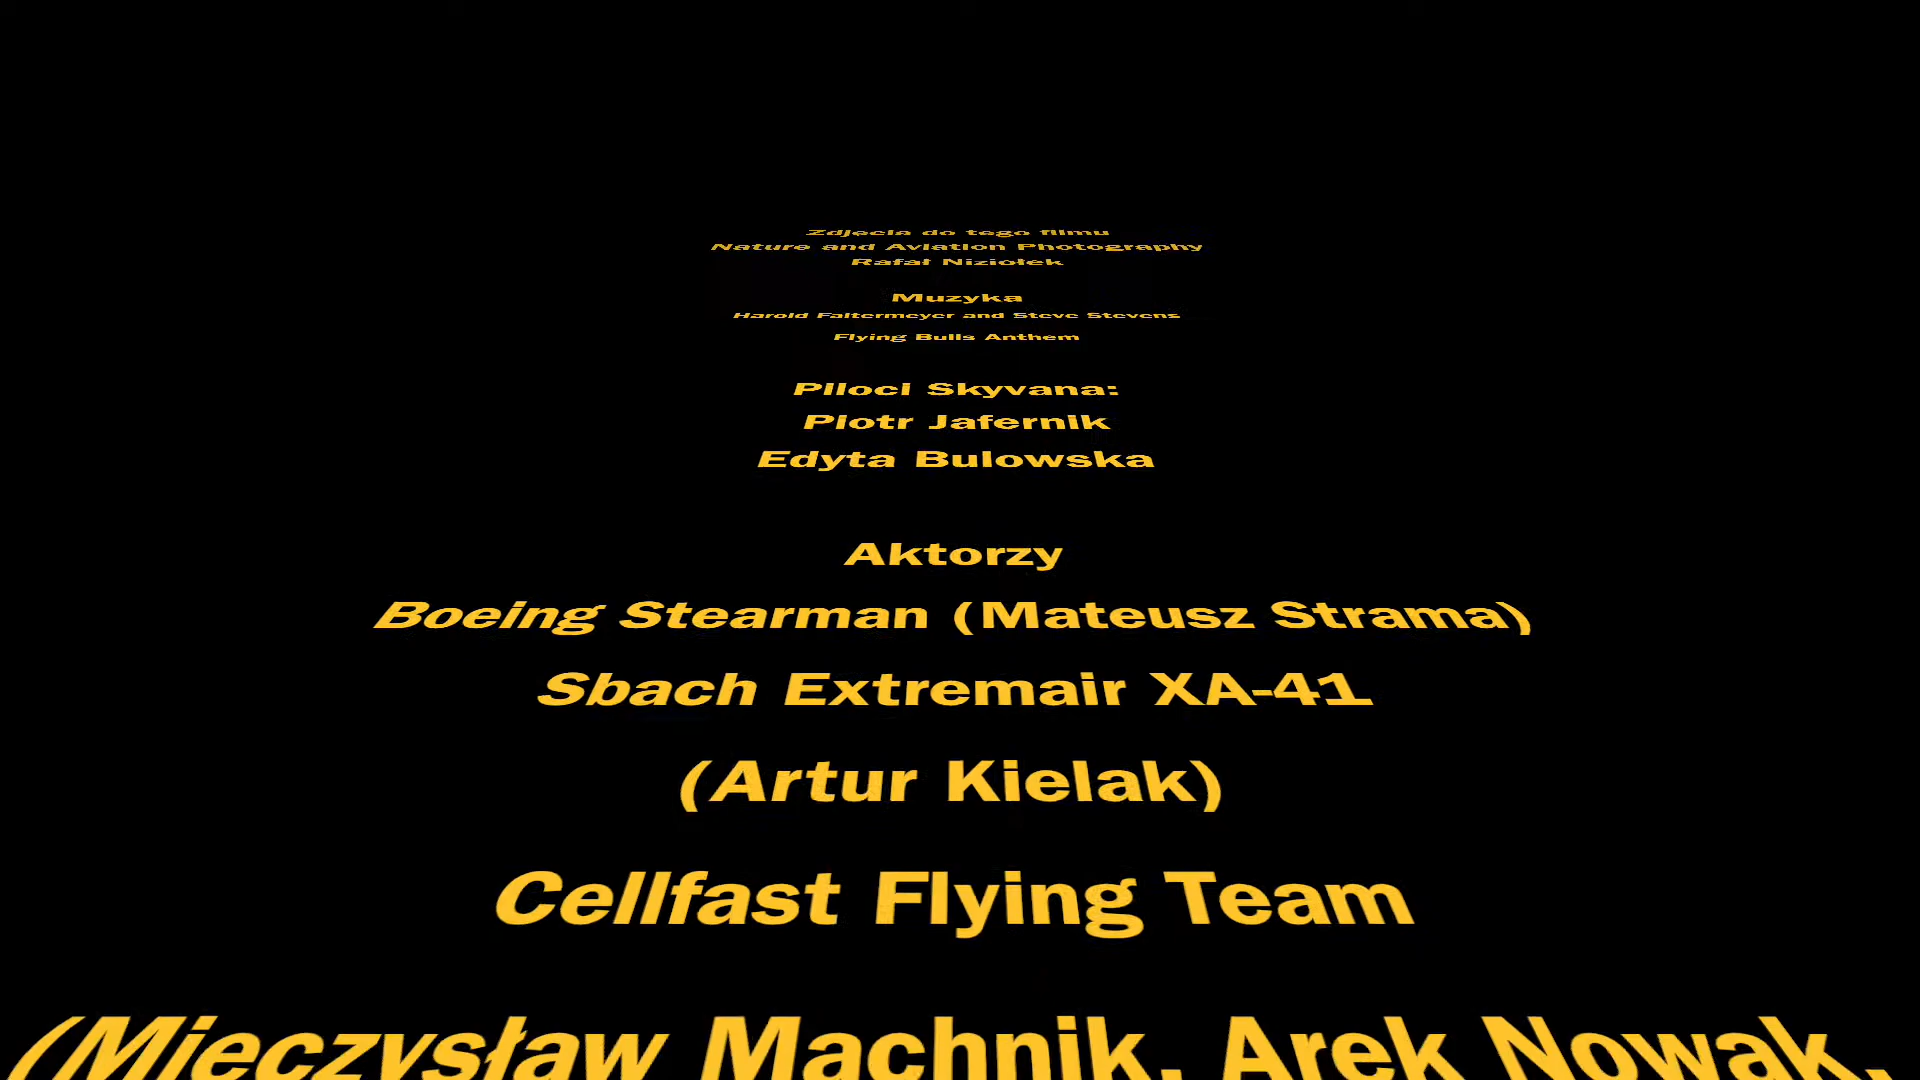 Zdjęcia do tego filmu
Nature and Aviation Photography
Rafał Niziołek
Muzyka
Harold Faltermeyer and Steve Stevens
Flying Bulls Anthem
Piloci Skyvana:
Piotr Jafernik
Edyta Bulowska
Aktorzy
Boeing Stearman (Mateusz Strama)
Sbach Extremair XA-41
(Artur Kielak)
Cellfast Flying Team
(Mieczysław Machnik, Arek Nowak,